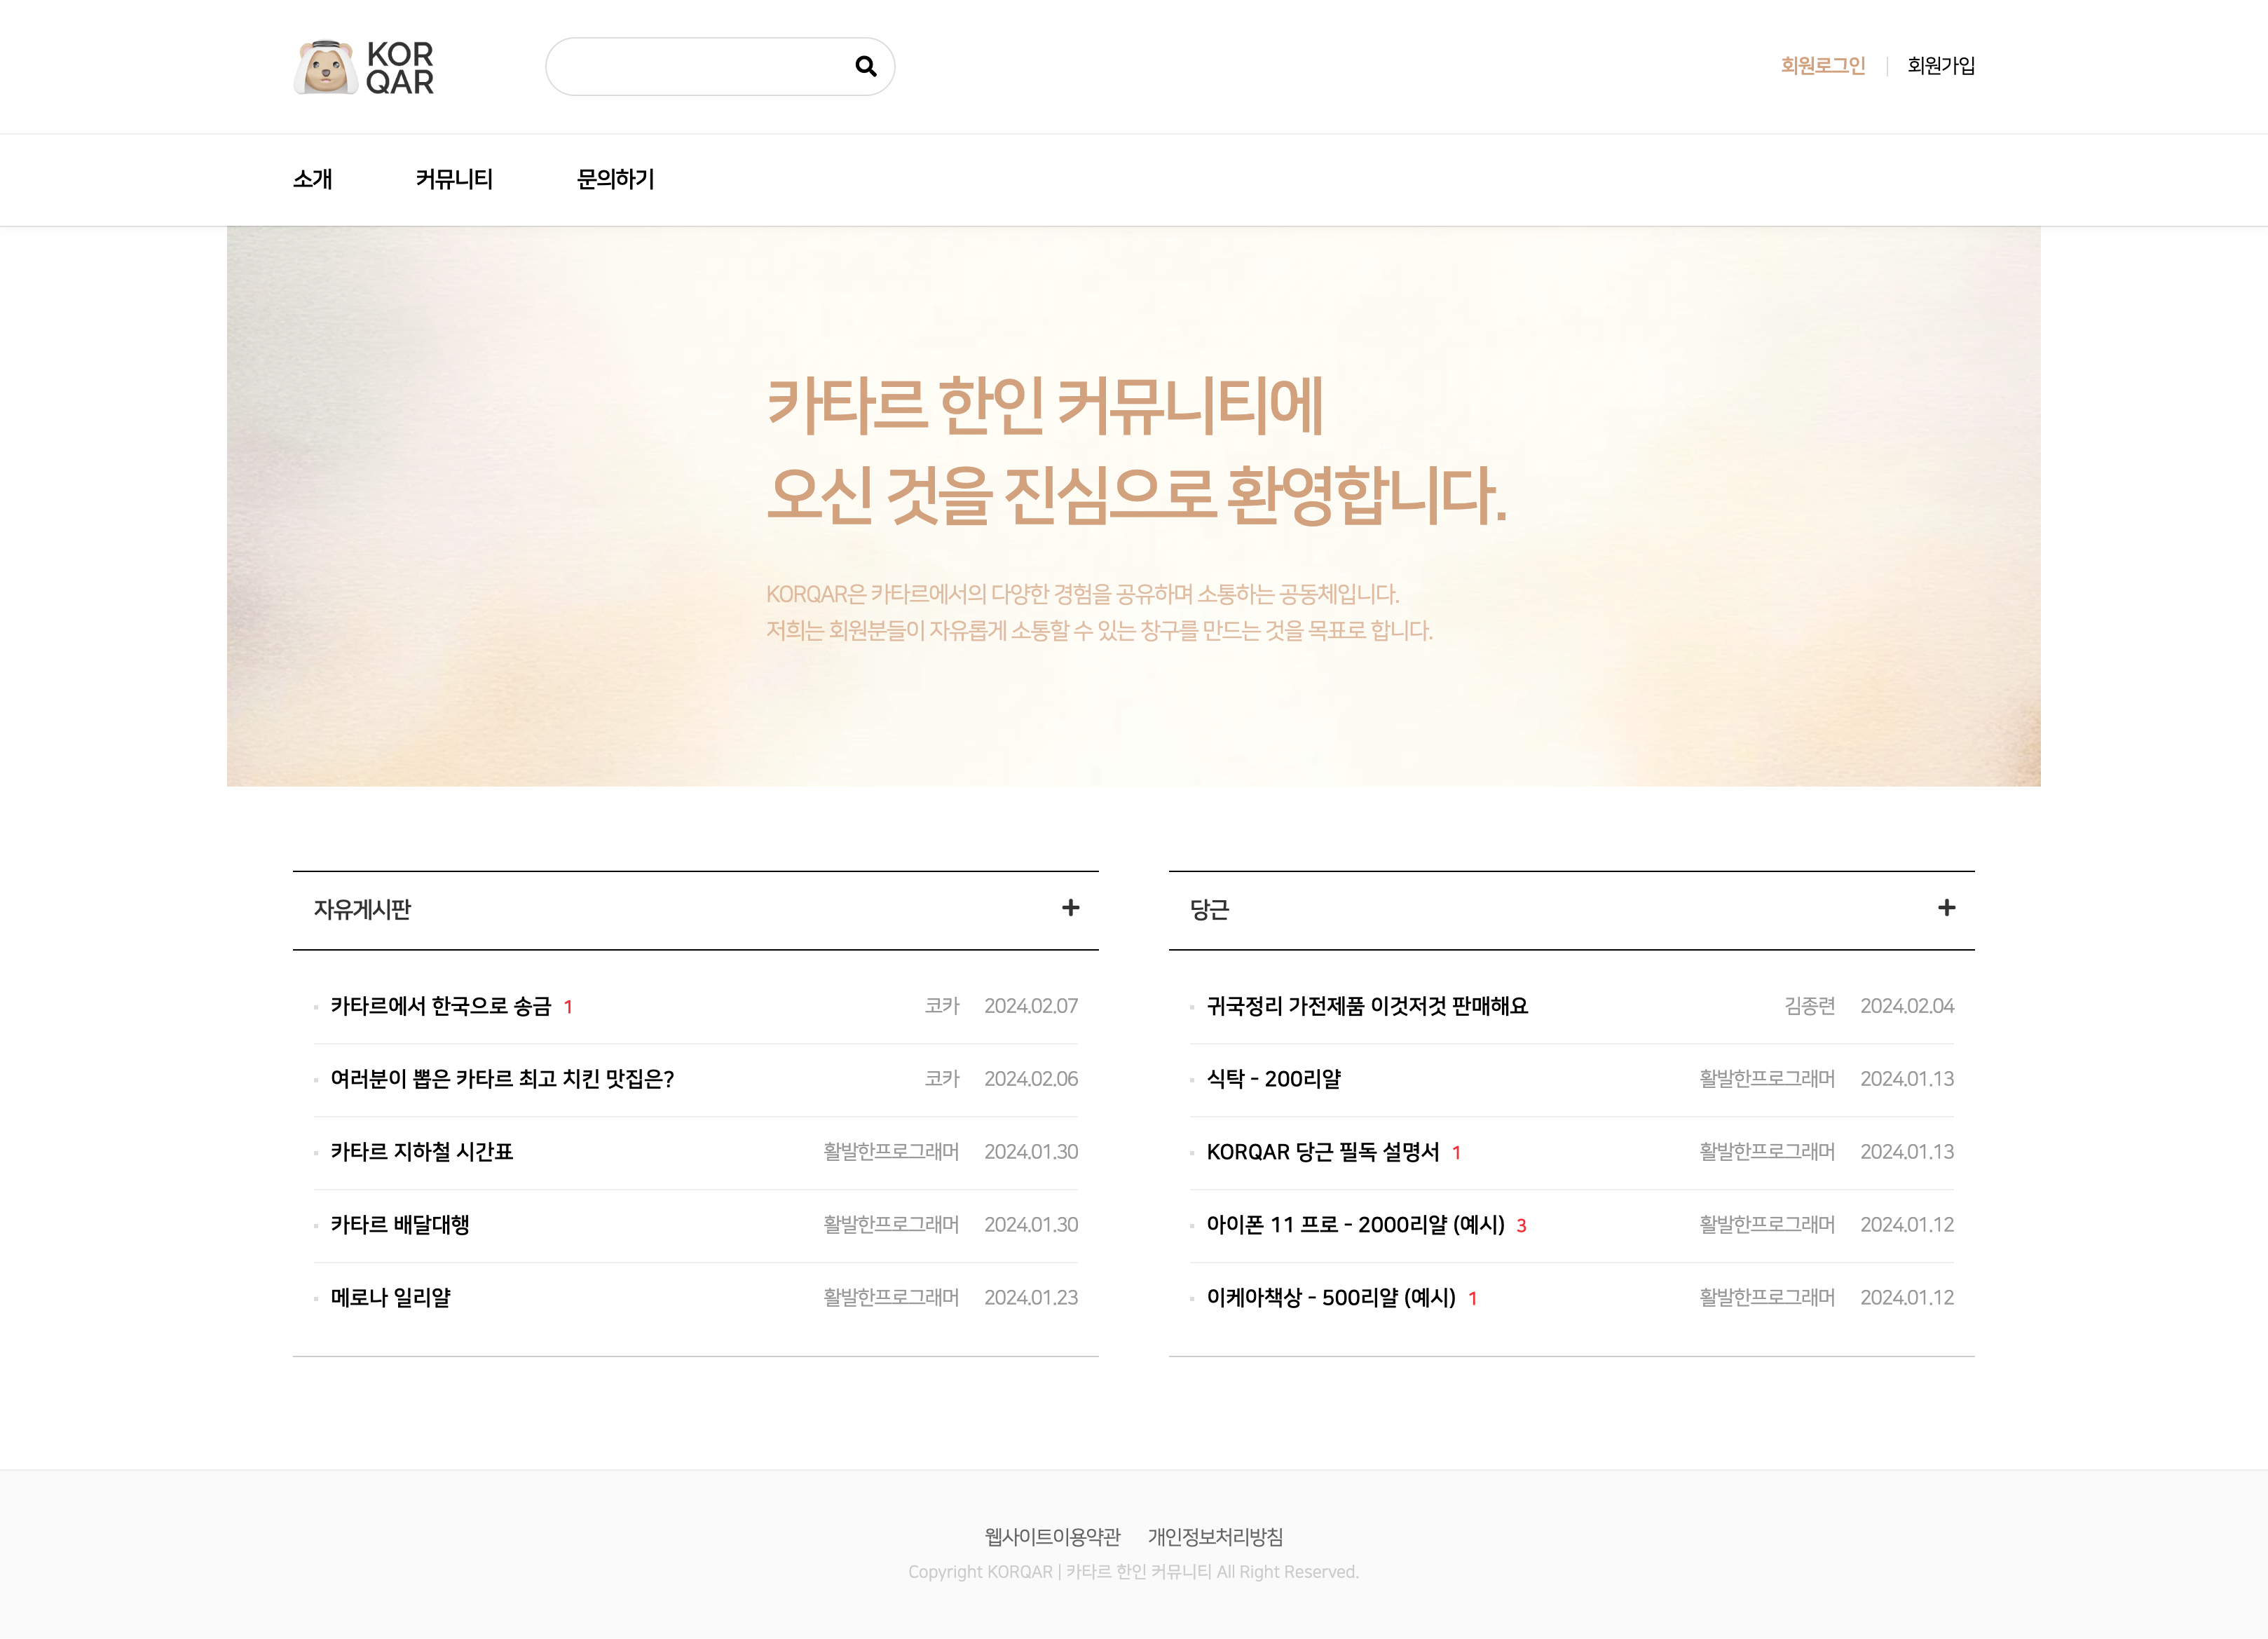 KOR
QAR
회원로그인 회원가입
소개 커뮤니티 문의하기
카타르 한인 커뮤니티에
오신 것을 진심으로 환영합니다.
KORQAR은 카타르에서의 다양한 경험을 공유하며 소통하는 공동체입니다.
저희는 회원분들이 자유롭게 소통할 수 있는 창구를 만드는 것을 목표로 합니다.
자유게시판
카타르에서 한국으로 송금 1 코카 2024.02.07
여러분이 뽑은 카타르 최고 치킨 맛집은? 코카 2024.02.06
카타르 지하철 시간표 활발한프로그래머 2024.01.30
카타르 배달대행 활발한프로그래머 2024.01.30
메로나 일리얄 활발한프로그래머 2024.01.23
당근
귀국정리 가전제품 이것저것 판매해요 김종련 2024.02.04
식탁 - 200리얄 활발한프로그래머 2024.01.13
KORQAR 당근 필독 설명서 1 활발한프로그래머 2024.01.13
아이폰 11 프로 - 2000리얄 (예시) 3 활발한프로그래머 2024.01.12
이케아책상 - 500리얄 (예시) 1 활발한프로그래머 2024.01.12
웹사이트이용약관 개인정보처리방침
Copyright KORQAR | 카타르 한인 커뮤니티 All Right Reserved.